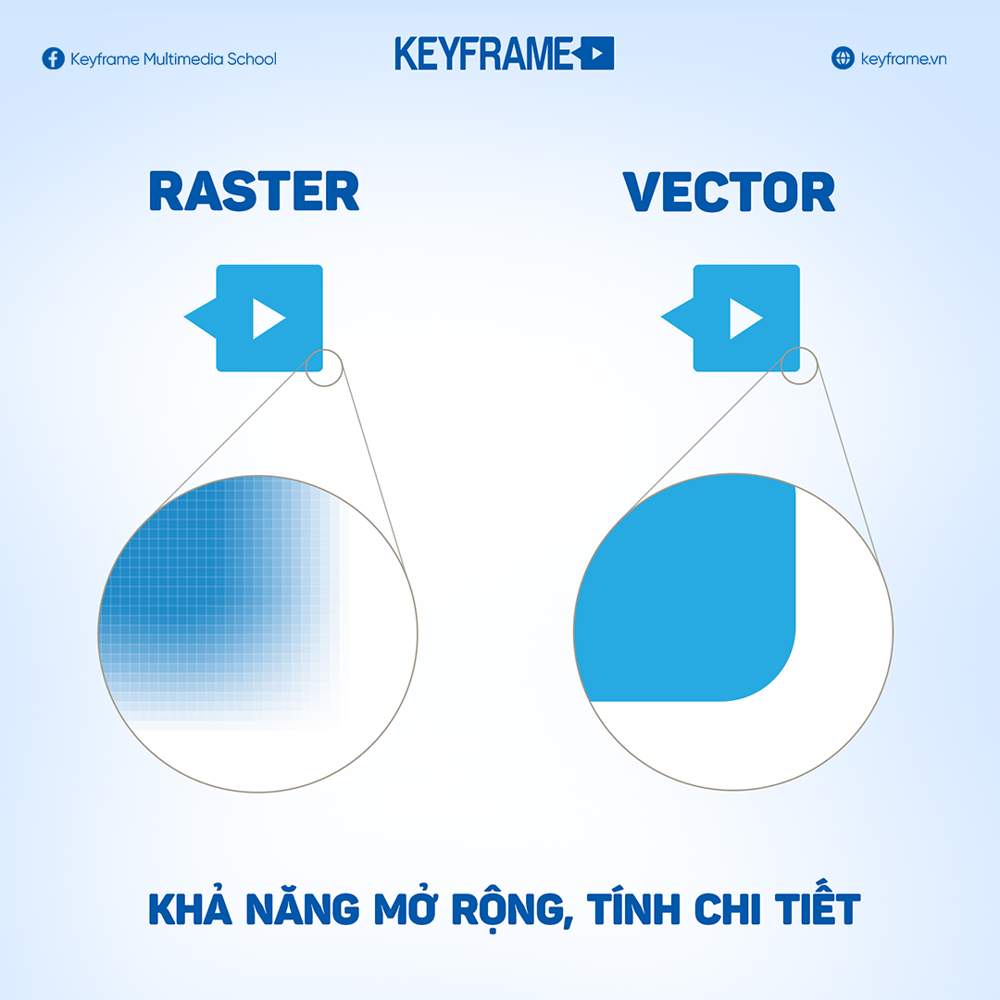 Keyframe Multimedia School
KEYFRAME
keyframe.vn
RASTER
VECTOR
KHẢ NĂNG MỞ RỘNG, TÍNH CHI TIẾT